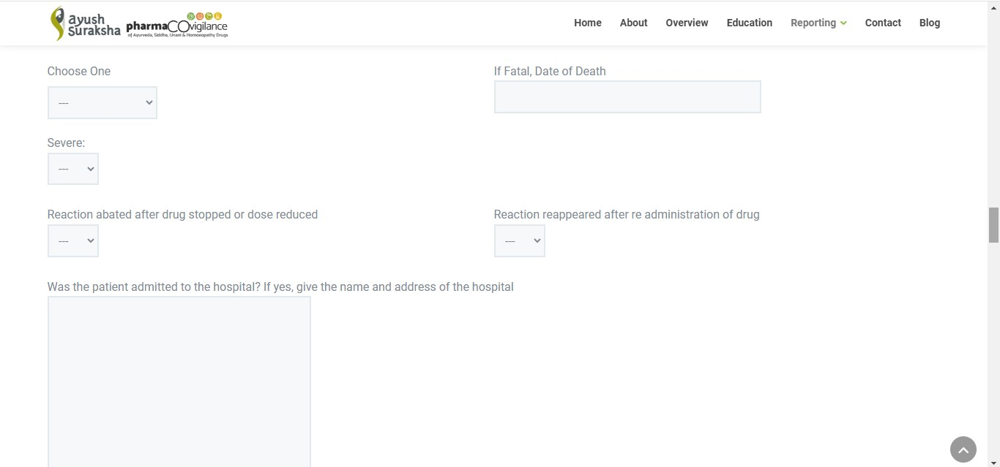 ayush
Suraksha
pharmaCOvigilance
of Ayurveda, Siddha, Unani & Homoeopathy Drugs
Home About Overview Education Reporting Contact Blog
Choose One
---
If Fatal, Date of Death
Severe:
---
Reaction abated after drug stopped or dose reduced
---
Reaction reappeared after re administration of drug
---
Was the patient admitted to the hospital? If yes, give the name and address of the hospital